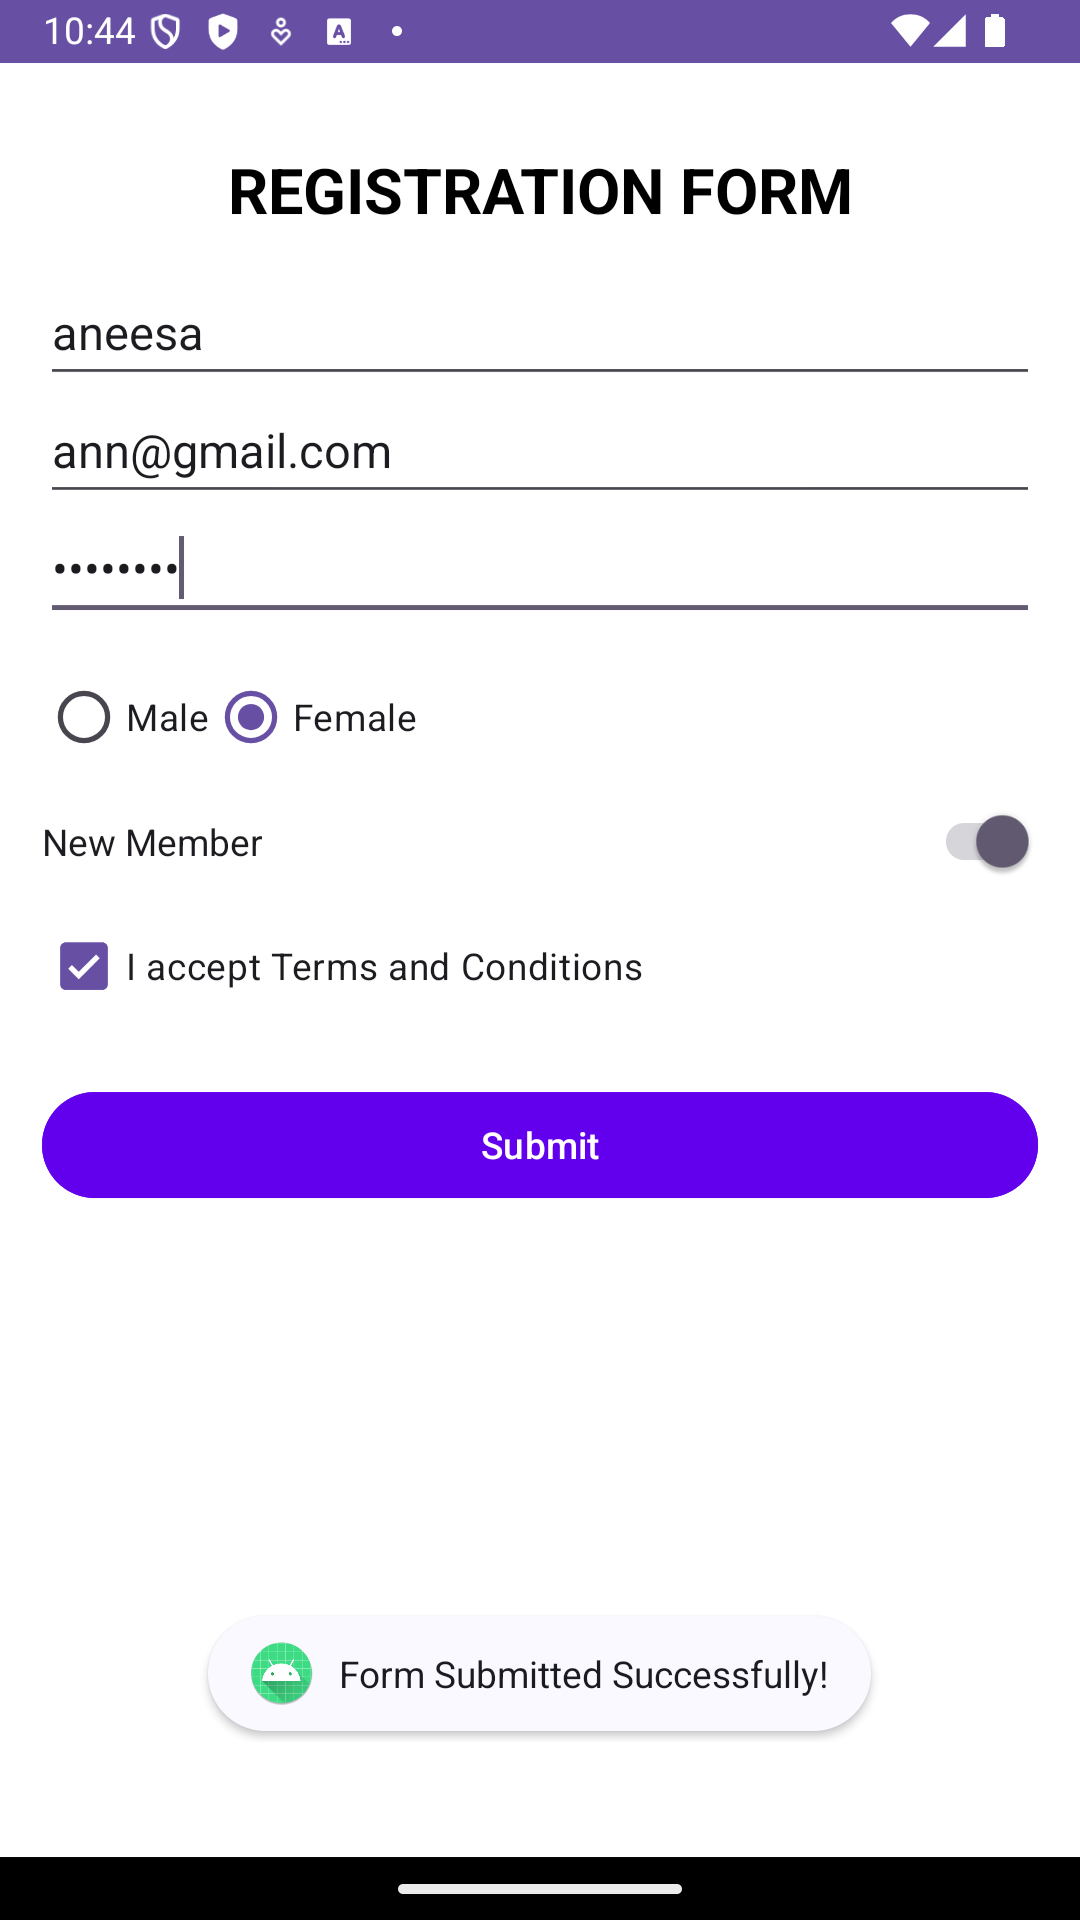 10:44
REGISTRATION FORM
aneesa
ann@gmail.com
••••••••
Male Female
New Member
I accept Terms and Conditions
Submit
Form Submitted Successfully!